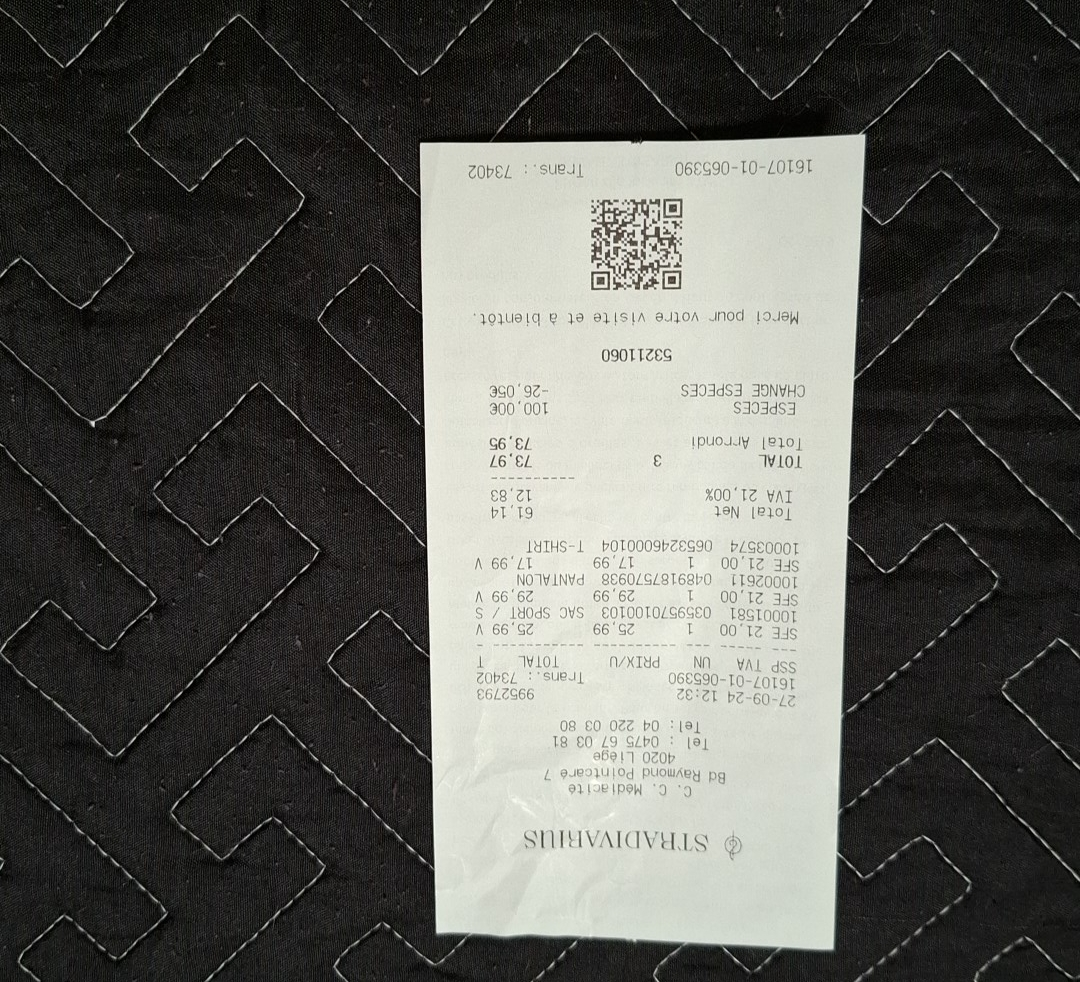 STRADIVARIUS
C. C. Médiacité
Bd Raymond Pointcaré 7
4020 Liège
Tel : 0475 67 03 81
Tel: 04 220 03 80
27-09-24 12:32 9952793
16107-01-065390 Trans.: 73402
SSP TVA UN PRIX/U TOTAL T
--- ----- --- --------- --------- -
SFE 21,00 1 25,99 25,99 V
10001581 0359570100103 SAC SPORT / S
SFE 21,00 1 29,99 29,99 V
10002611 0489187570938 PANTALON
SFE 21,00 1 17,99 17,99 V
10003574 0653246000104 T-SHIRT
Total Net 61,14
IVA 21,00% 12,83
-----------
TOTAL 3 73,97
Total Arrondi 73,95
ESPECES 100,00€
CHANGE ESPECES -26,05€
53211060
Merci pour votre visite et à bientôt.
16107-01-065390 Trans.: 73402